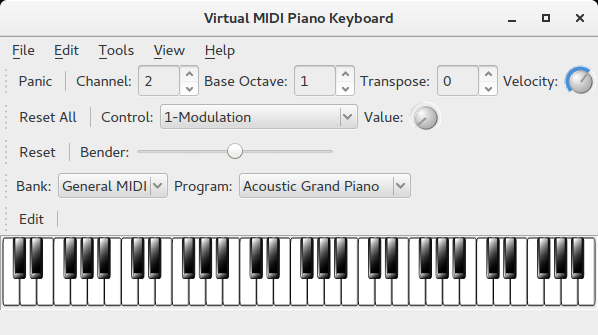 Virtual MIDI Piano Keyboard
File Edit Tools View Help
Panic Channel: 2 Base Octave: 1 Transpose: 0 Velocity:
Reset All Control: 1-Modulation Value:
Reset Bender:
Bank: General MIDI Program: Acoustic Grand Piano
Edit